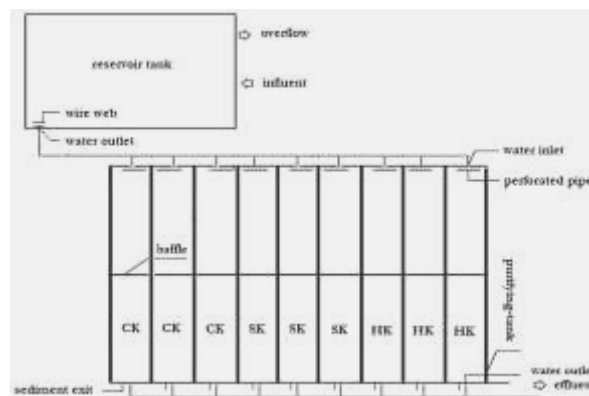 overflow
reservoir tank
influent
wire web
water outlet
water inlet
perforated pipe
baffle
purifying-tank
CK CK CK SK SK SK HK HK HK
water outlet
sediment exit
effluent